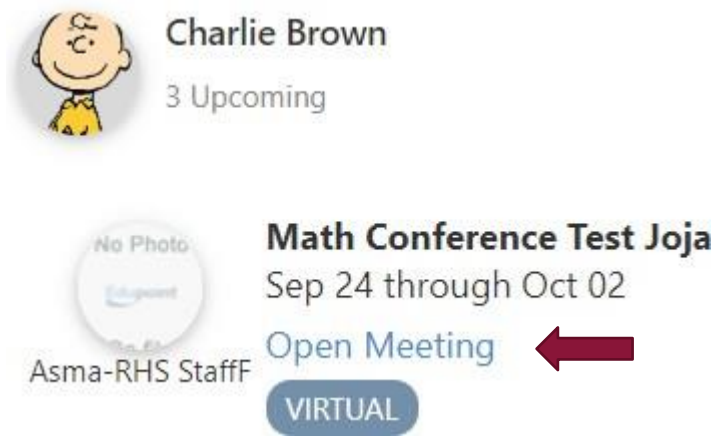 Charlie Brown
3 Upcoming
No Photo
Edupoint
Math Conference Test Joja
Sep 24 through Oct 02
Open Meeting
Asma-RHS StaffF
VIRTUAL